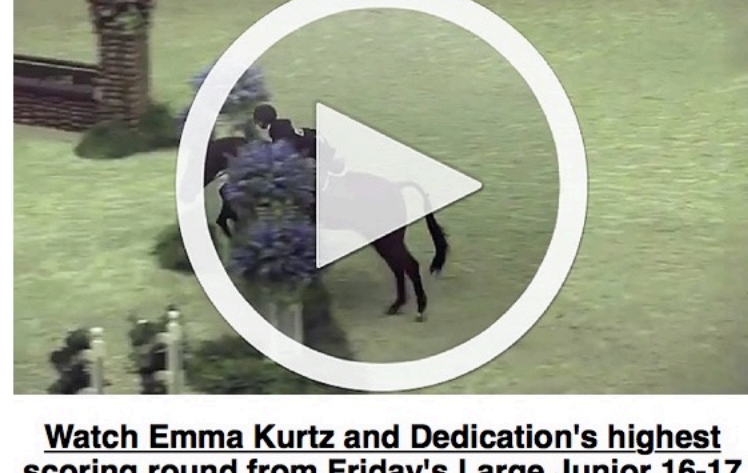 Watch Emma Kurtz and Dedication's highest
scoring round from Friday's Large Junior 16-17